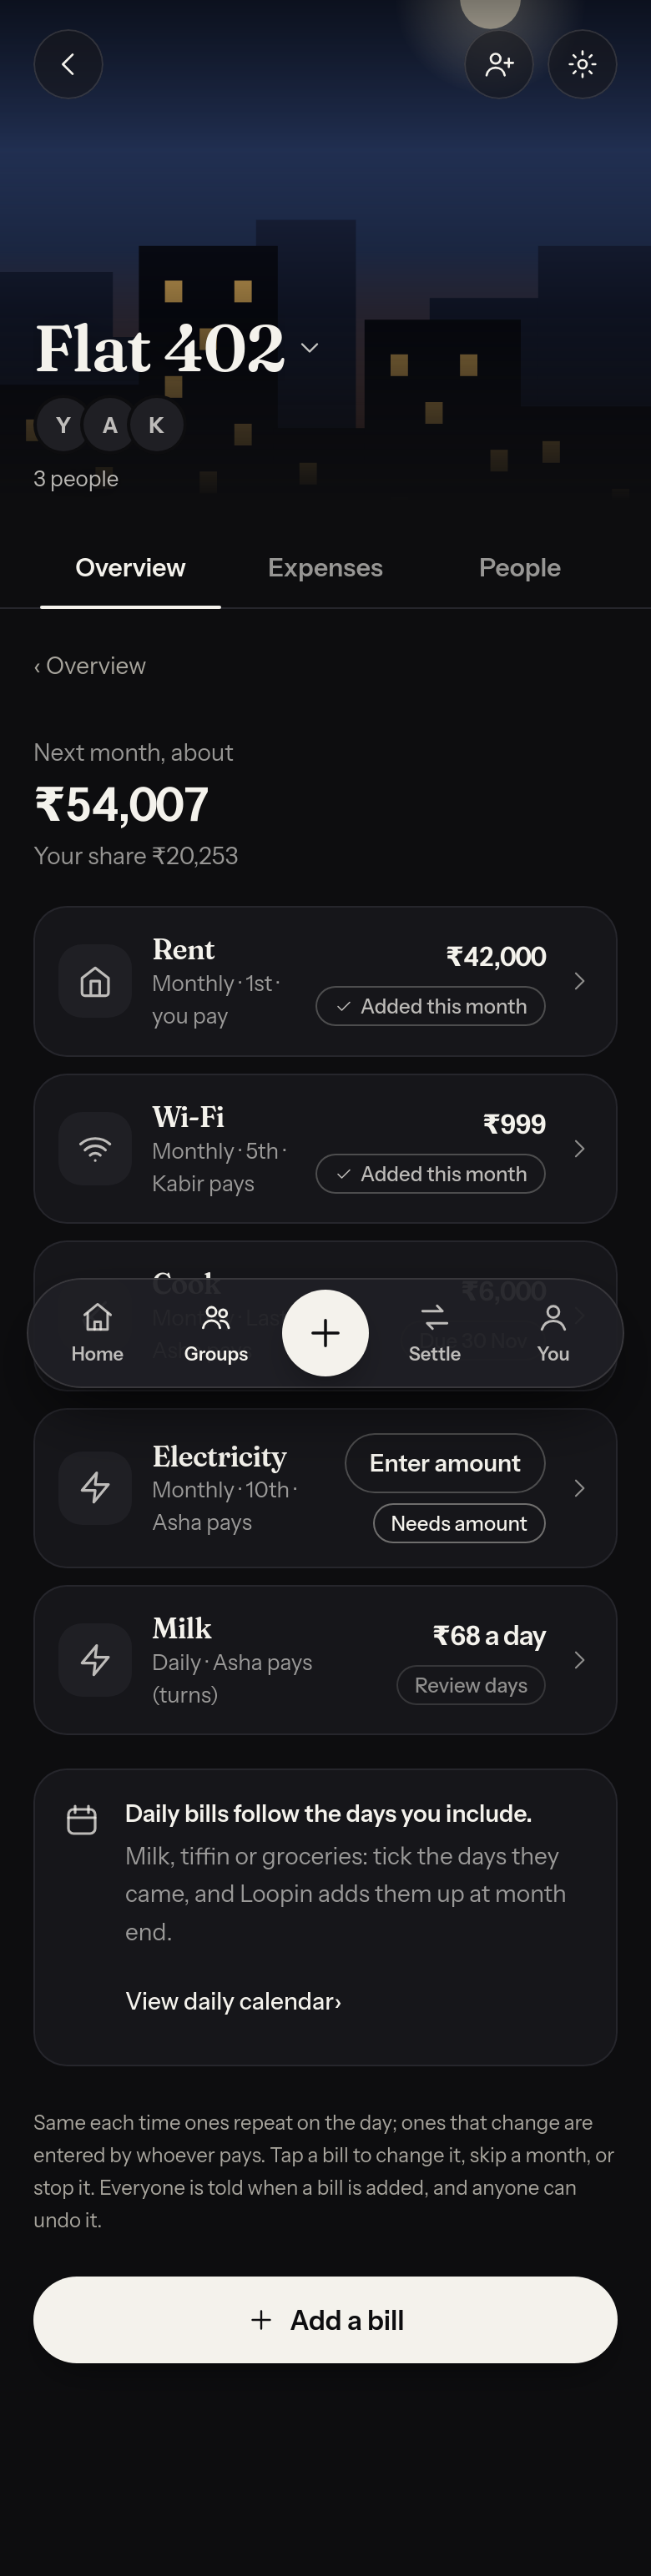 Flat 402
Y A K
3 people
Overview Expenses People
‹ Overview
Next month, about
₹54,007
Your share ₹20,253
Rent
₹42,000
Monthly · 1st ·
you pay
Added this month
Wi-Fi
₹999
Monthly · 5th ·
Kabir pays
Added this month
Cook
₹6,000
Due 30 Nov
Home Groups Settle You
Electricity
Monthly · 10th ·
Asha pays
Enter amount
Needs amount
Milk
₹68 a day
Daily · Asha pays
(turns)
Review days
Daily bills follow the days you include.
Milk, tiffin or groceries: tick the days they
came, and Loopin adds them up at month
end.
View daily calendar›
Same each time ones repeat on the day; ones that change are
entered by whoever pays. Tap a bill to change it, skip a month, or
stop it. Everyone is told when a bill is added, and anyone can
undo it.
Add a bill